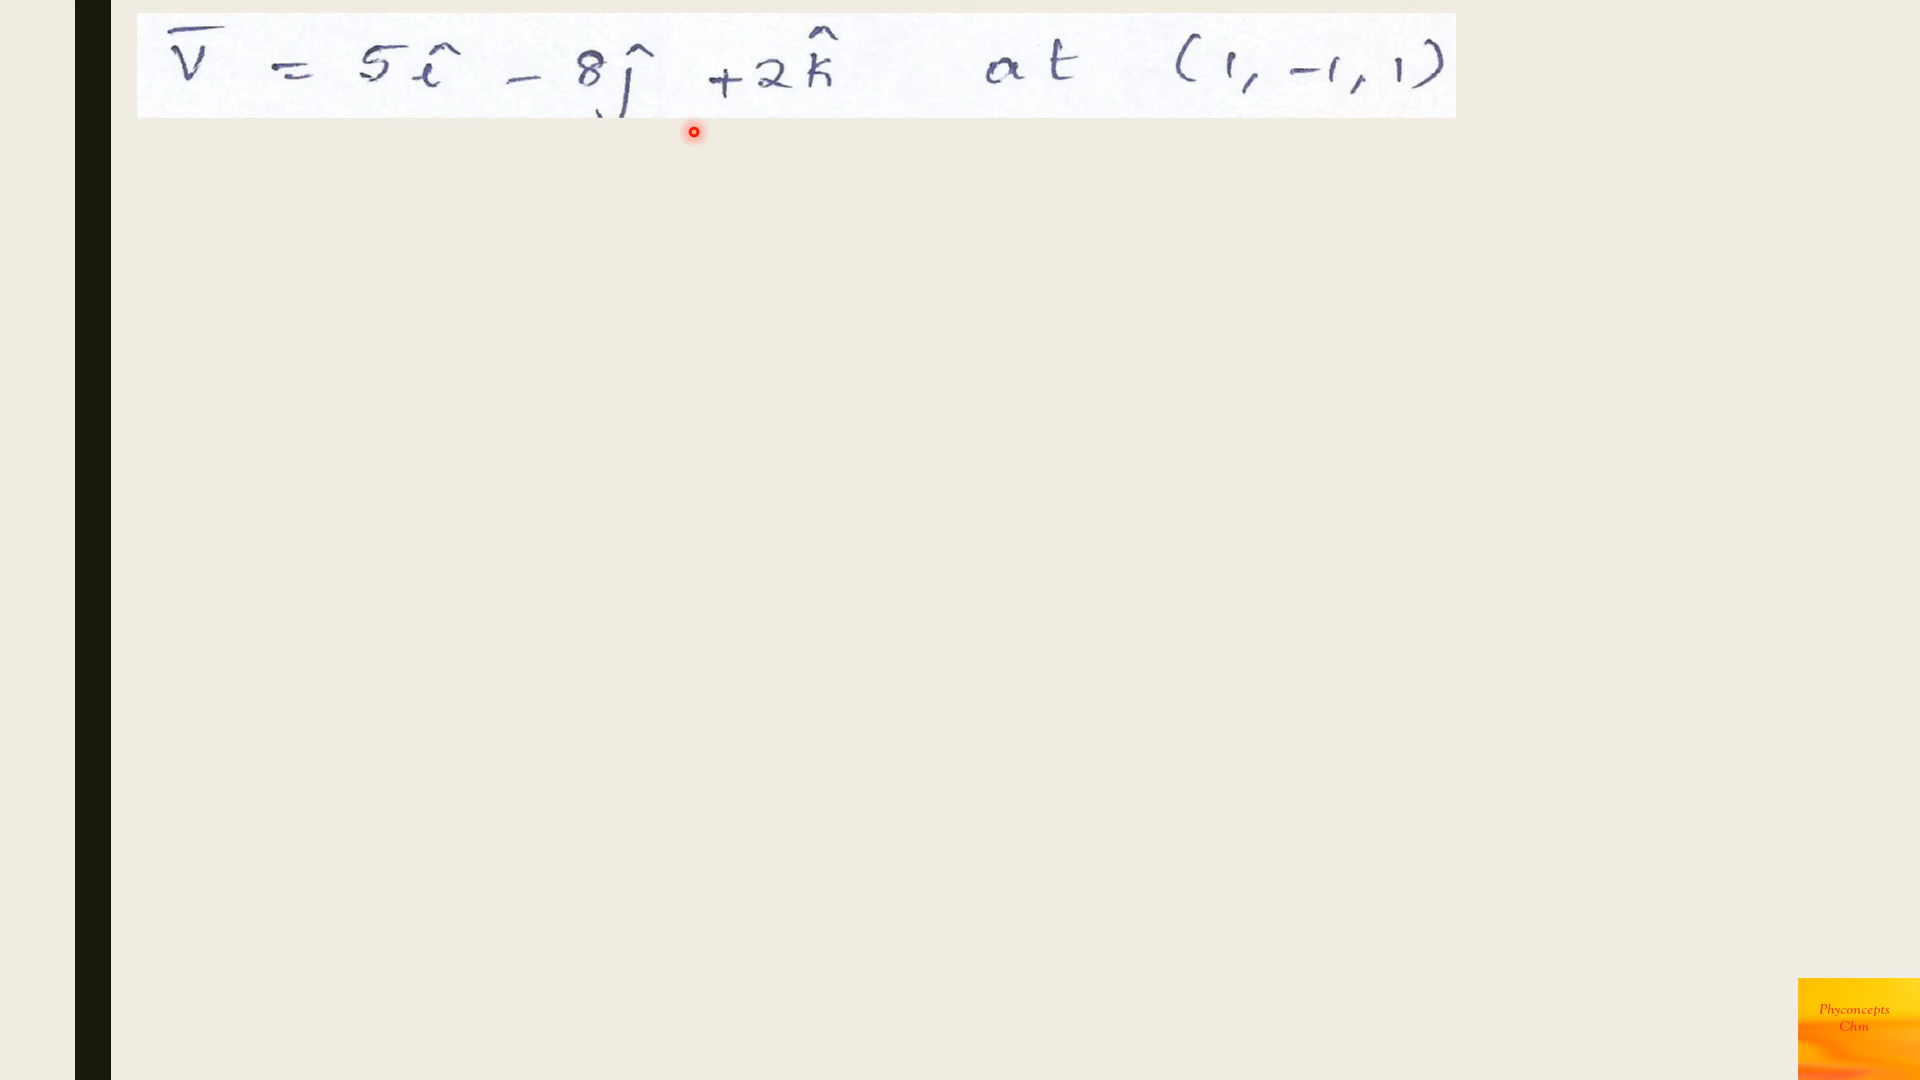 V̅ = 5î - 8ĵ + 2k̂ at (1, -1, 1)
Phyconcepts
Chm